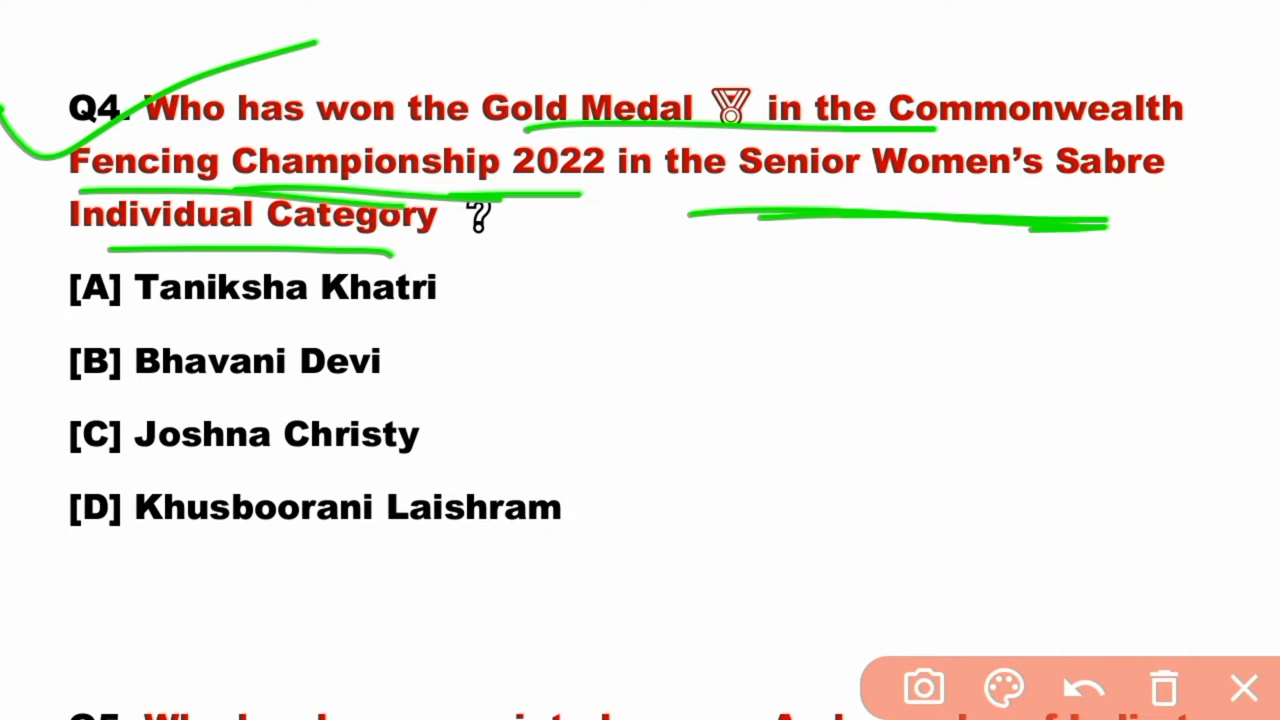 Q4. Who has won the Gold Medal 🏅 in the Commonwealth
Fencing Championship 2022 in the Senior Women’s Sabre
Individual Category ?
[A] Taniksha Khatri
[B] Bhavani Devi
[C] Joshna Christy
[D] Khusboorani Laishram